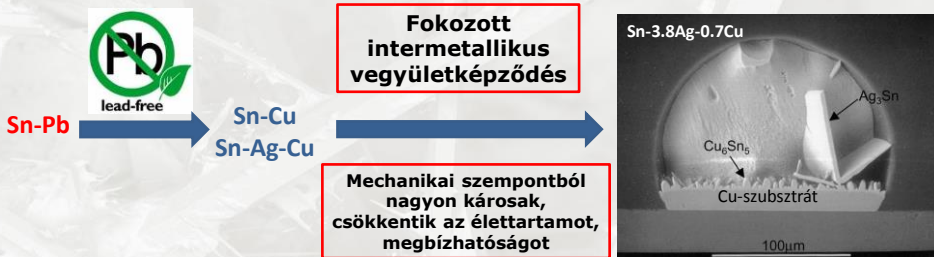 Sn-Pb
Pb
lead-free
Sn-Cu
Sn-Ag-Cu
Fokozott
intermetallikus
vegyületképződés
Mechanikai szempontból
nagyon károsak,
csökkentik az élettartamot,
megbízhatóságot
Sn-3.8Ag-0.7Cu
Ag₃Sn
Cu₆Sn₅
Cu-szubsztrát
100μm